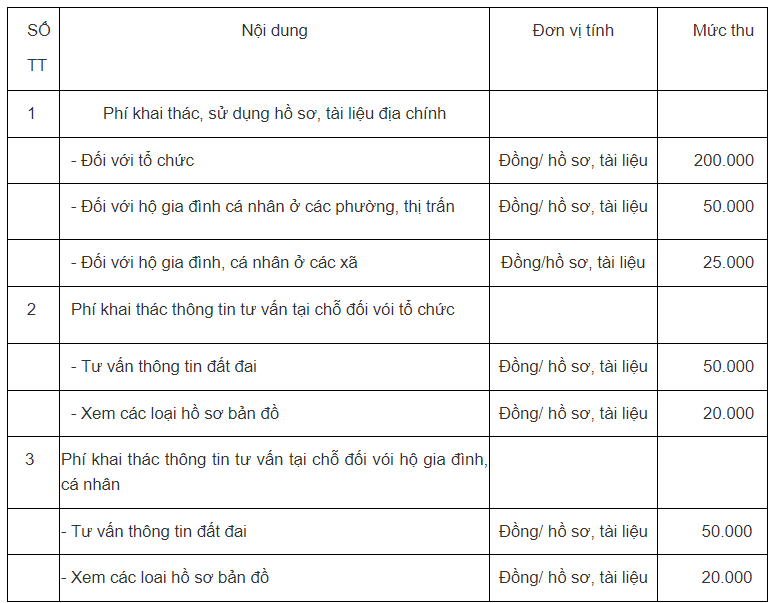 SỐ Nội dung Đơn vị tính Mức thu
TT
1 Phí khai thác, sử dụng hồ sơ, tài liệu địa chính
- Đối với tổ chức Đồng/ hồ sơ, tài liệu 200.000
- Đối với hộ gia đình cá nhân ở các phường, thị trấn Đồng/ hồ sơ, tài liệu 50.000
- Đối với hộ gia đình, cá nhân ở các xã Đồng/hồ sơ, tài liệu 25.000
2 Phí khai thác thông tin tư vấn tại chỗ đối vói tổ chức
- Tư vấn thông tin đất đai Đồng/ hồ sơ, tài liệu 50.000
- Xem các loại hồ sơ bản đồ Đồng/ hồ sơ, tài liệu 20.000
3 Phí khai thác thông tin tư vấn tại chỗ đối vói hộ gia đình,
cá nhân
- Tư vấn thông tin đất đai Đồng/ hồ sơ, tài liệu 50.000
- Xem các loai hồ sơ bản đồ Đồng/ hồ sơ, tài liệu 20.000